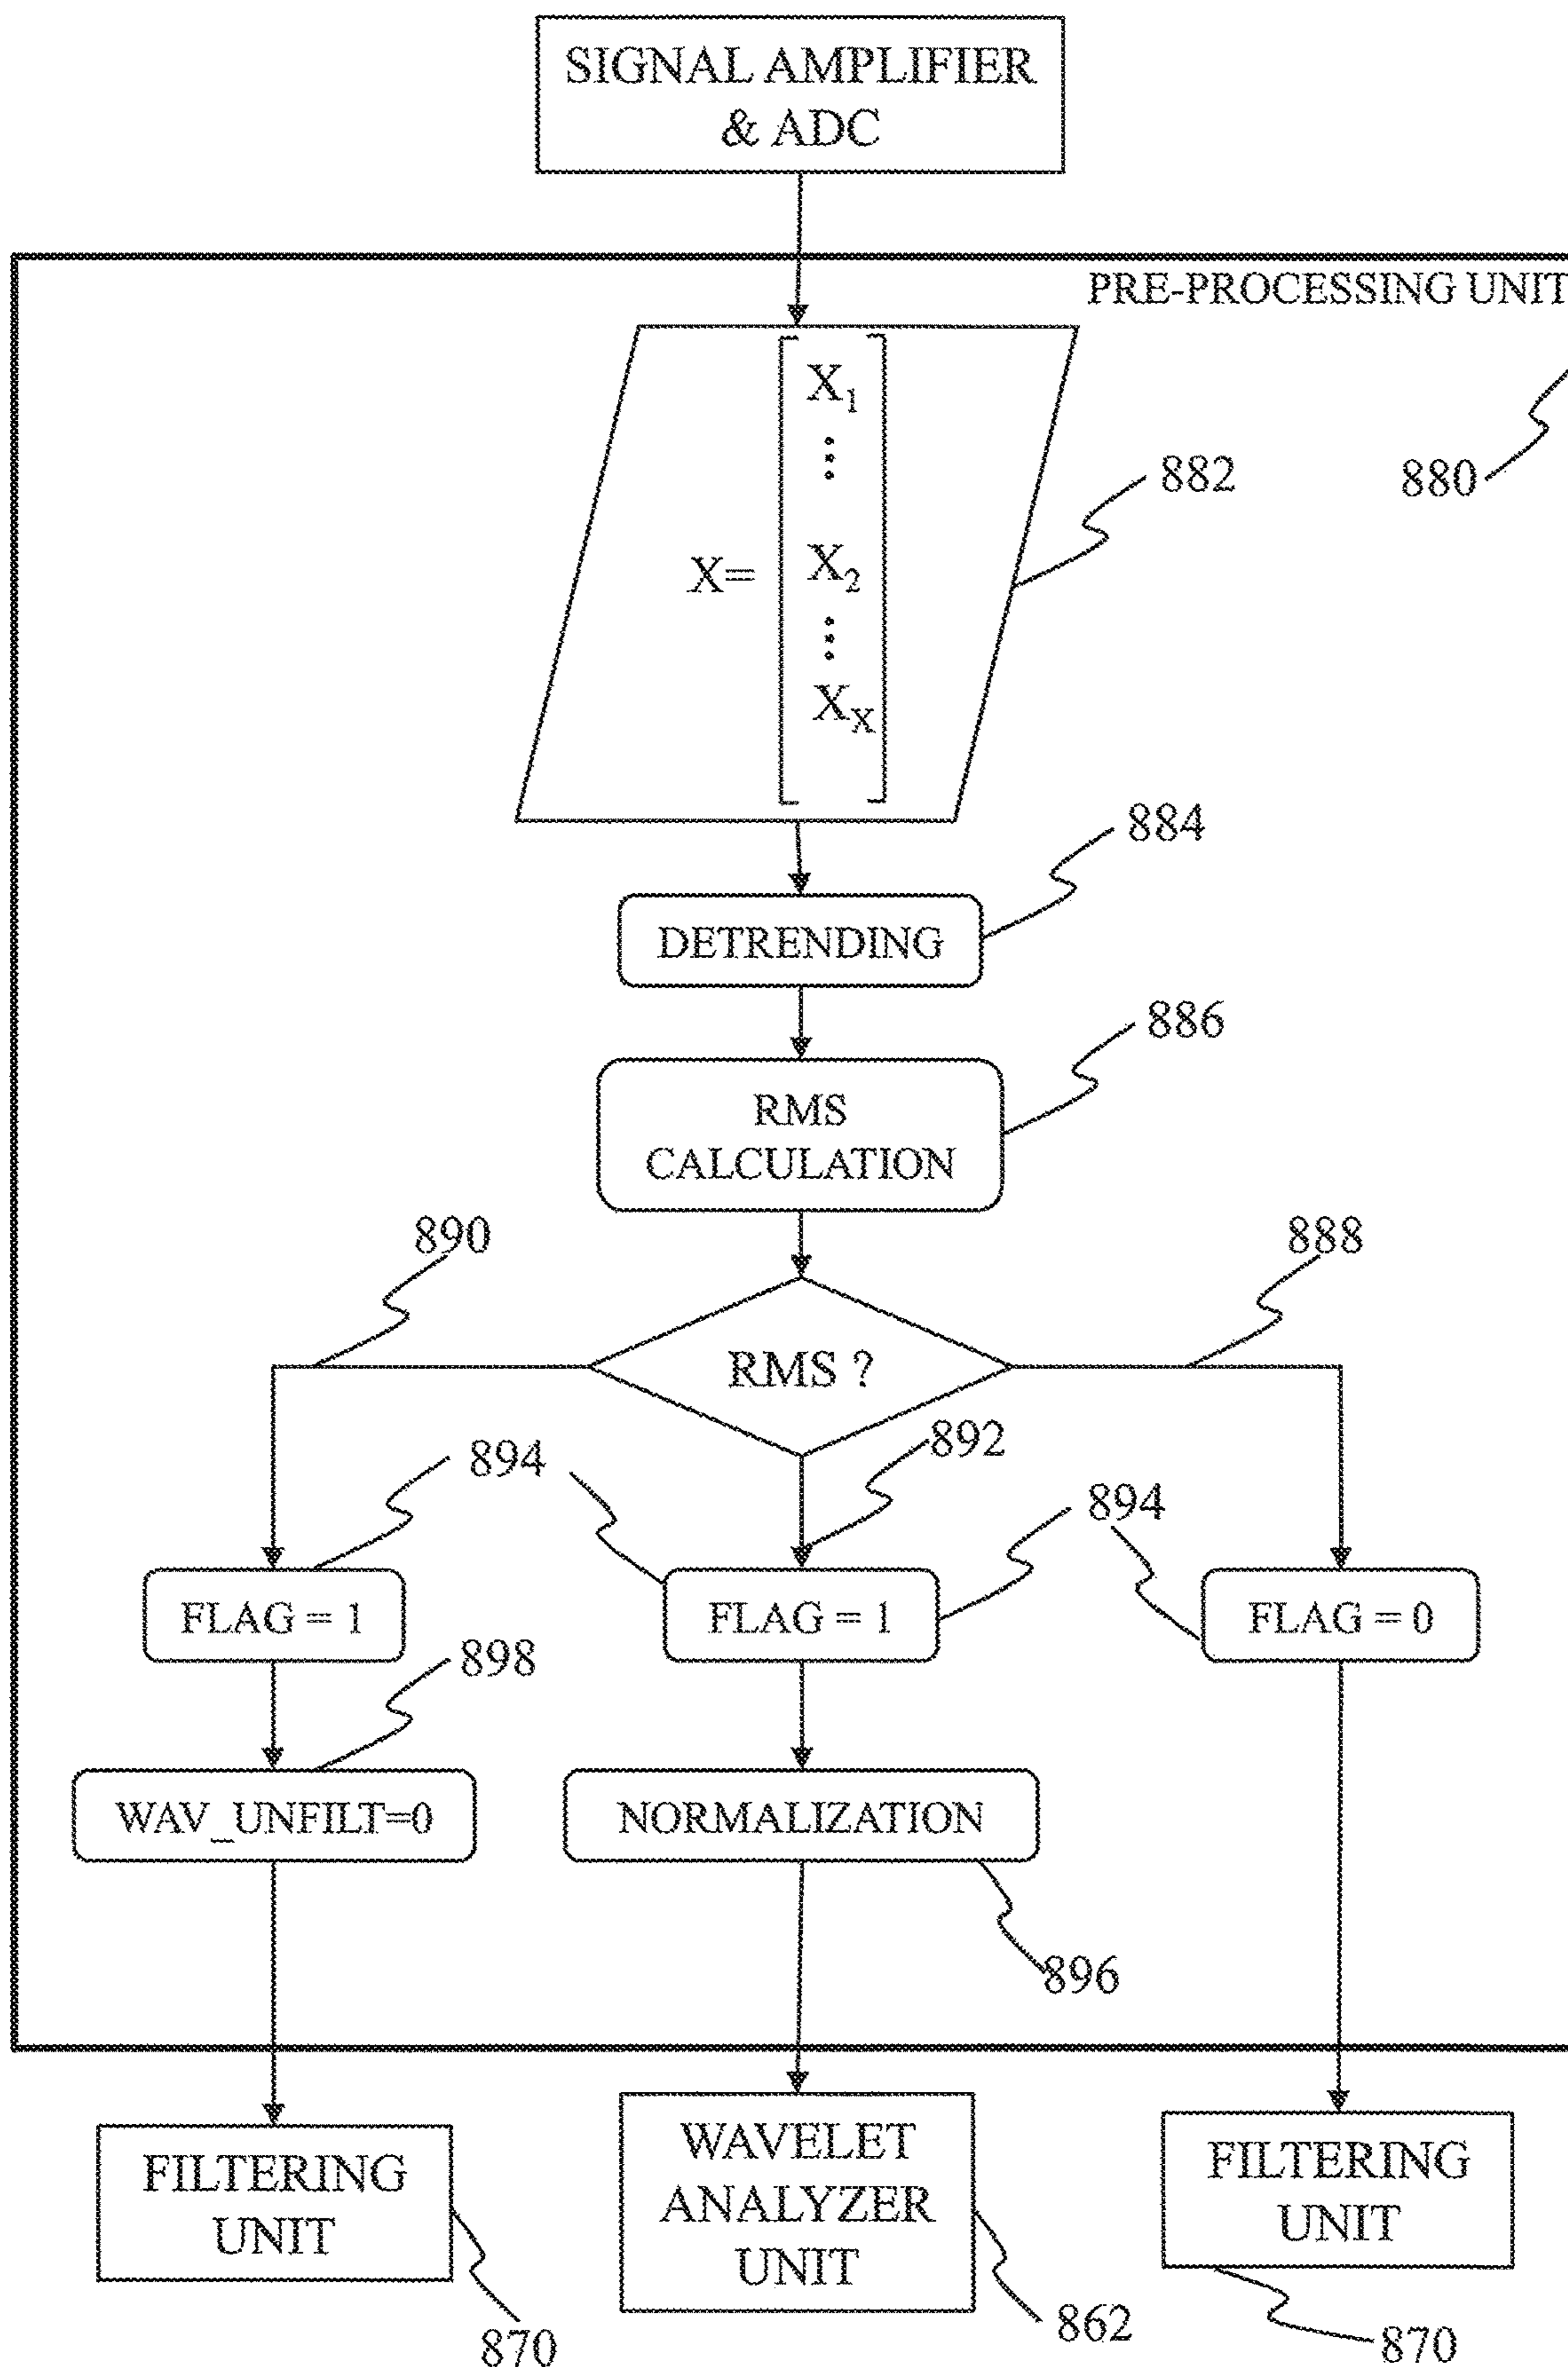 SIGNAL AMPLIFIER
& ADC
PRE-PROCESSING UNIT
X₁
882
880
X=
X₂
Xₓ
884
DETRENDING
886
RMS
CALCULATION
890
888
RMS ?
892
894
894
FLAG = 1
FLAG = 1
FLAG = 0
898
WAV_UNFILT=0
NORMALIZATION
896
FILTERING
UNIT
WAVELET
ANALYZER
UNIT
FILTERING
UNIT
870
862
870